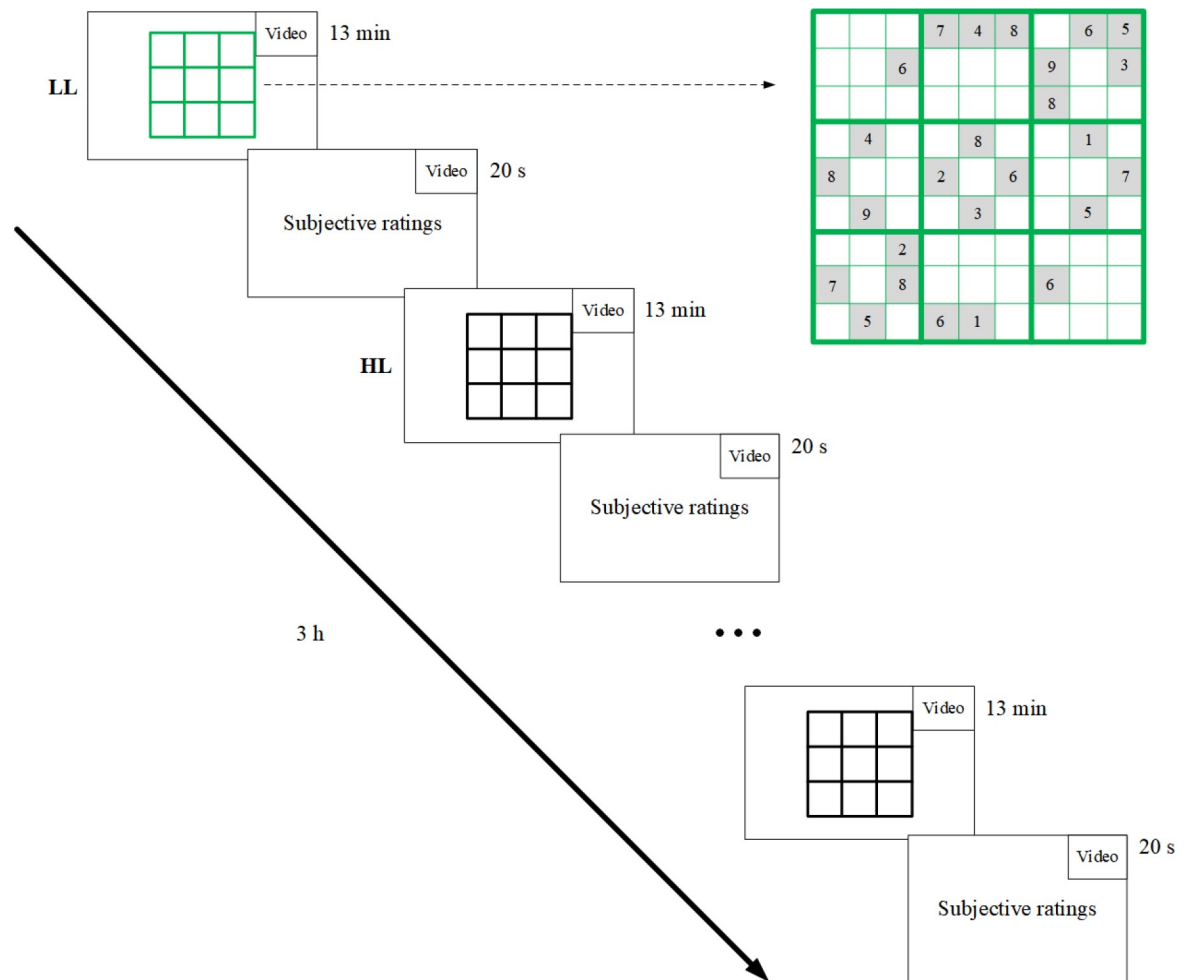 Video
13 min
LL
Video
20 s
Subjective ratings
Video
13 min
HL
Video
20 s
Subjective ratings
3 h
...
Video
13 min
Video
20 s
Subjective ratings
7 4 8 6 5
6 9 3
8
4 8 1
8 2 6 7
9 3 5
2
7 8 6
5 6 1